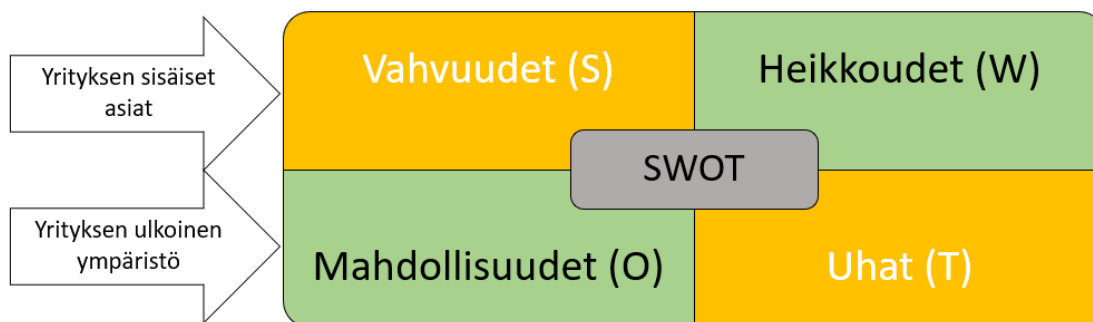 Yrityksen sisäiset
asiat
Vahvuudet (S)
Heikkoudet (W)
SWOT
Yrityksen ulkoinen
ympäristö
Mahdollisuudet (O)
Uhat (T)